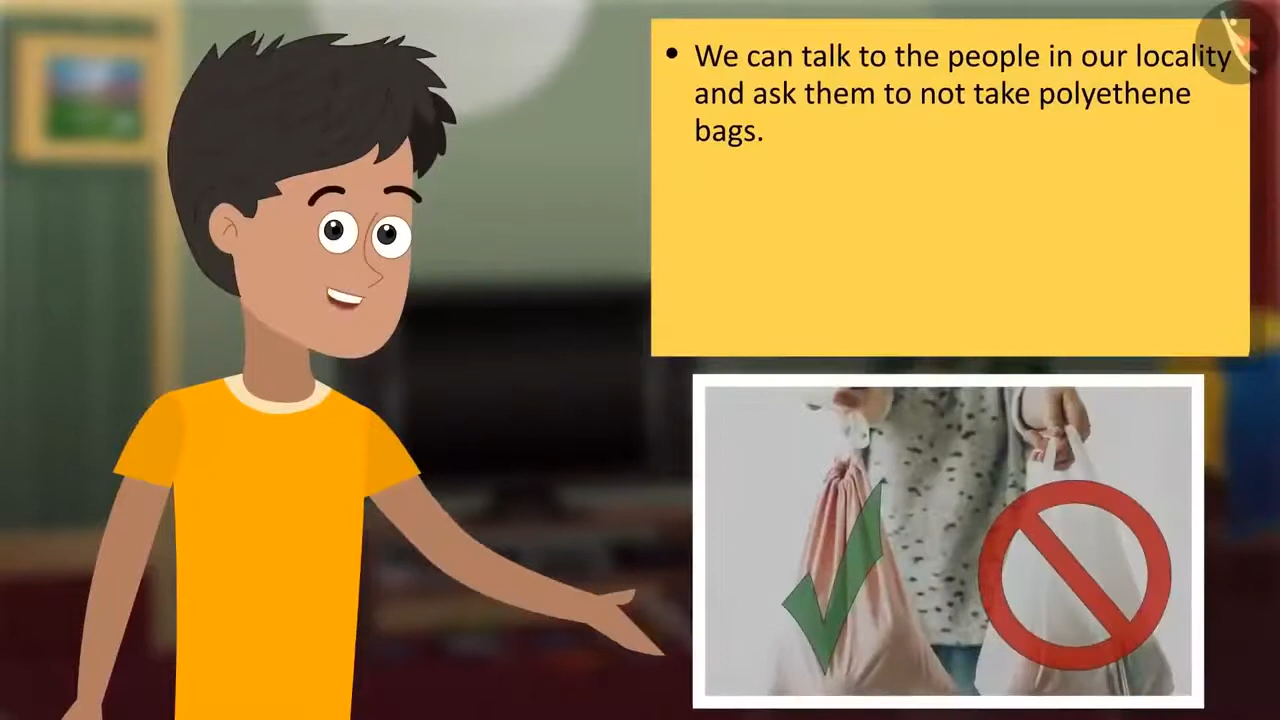 • We can talk to the people in our locality
and ask them to not take polyethene
bags.